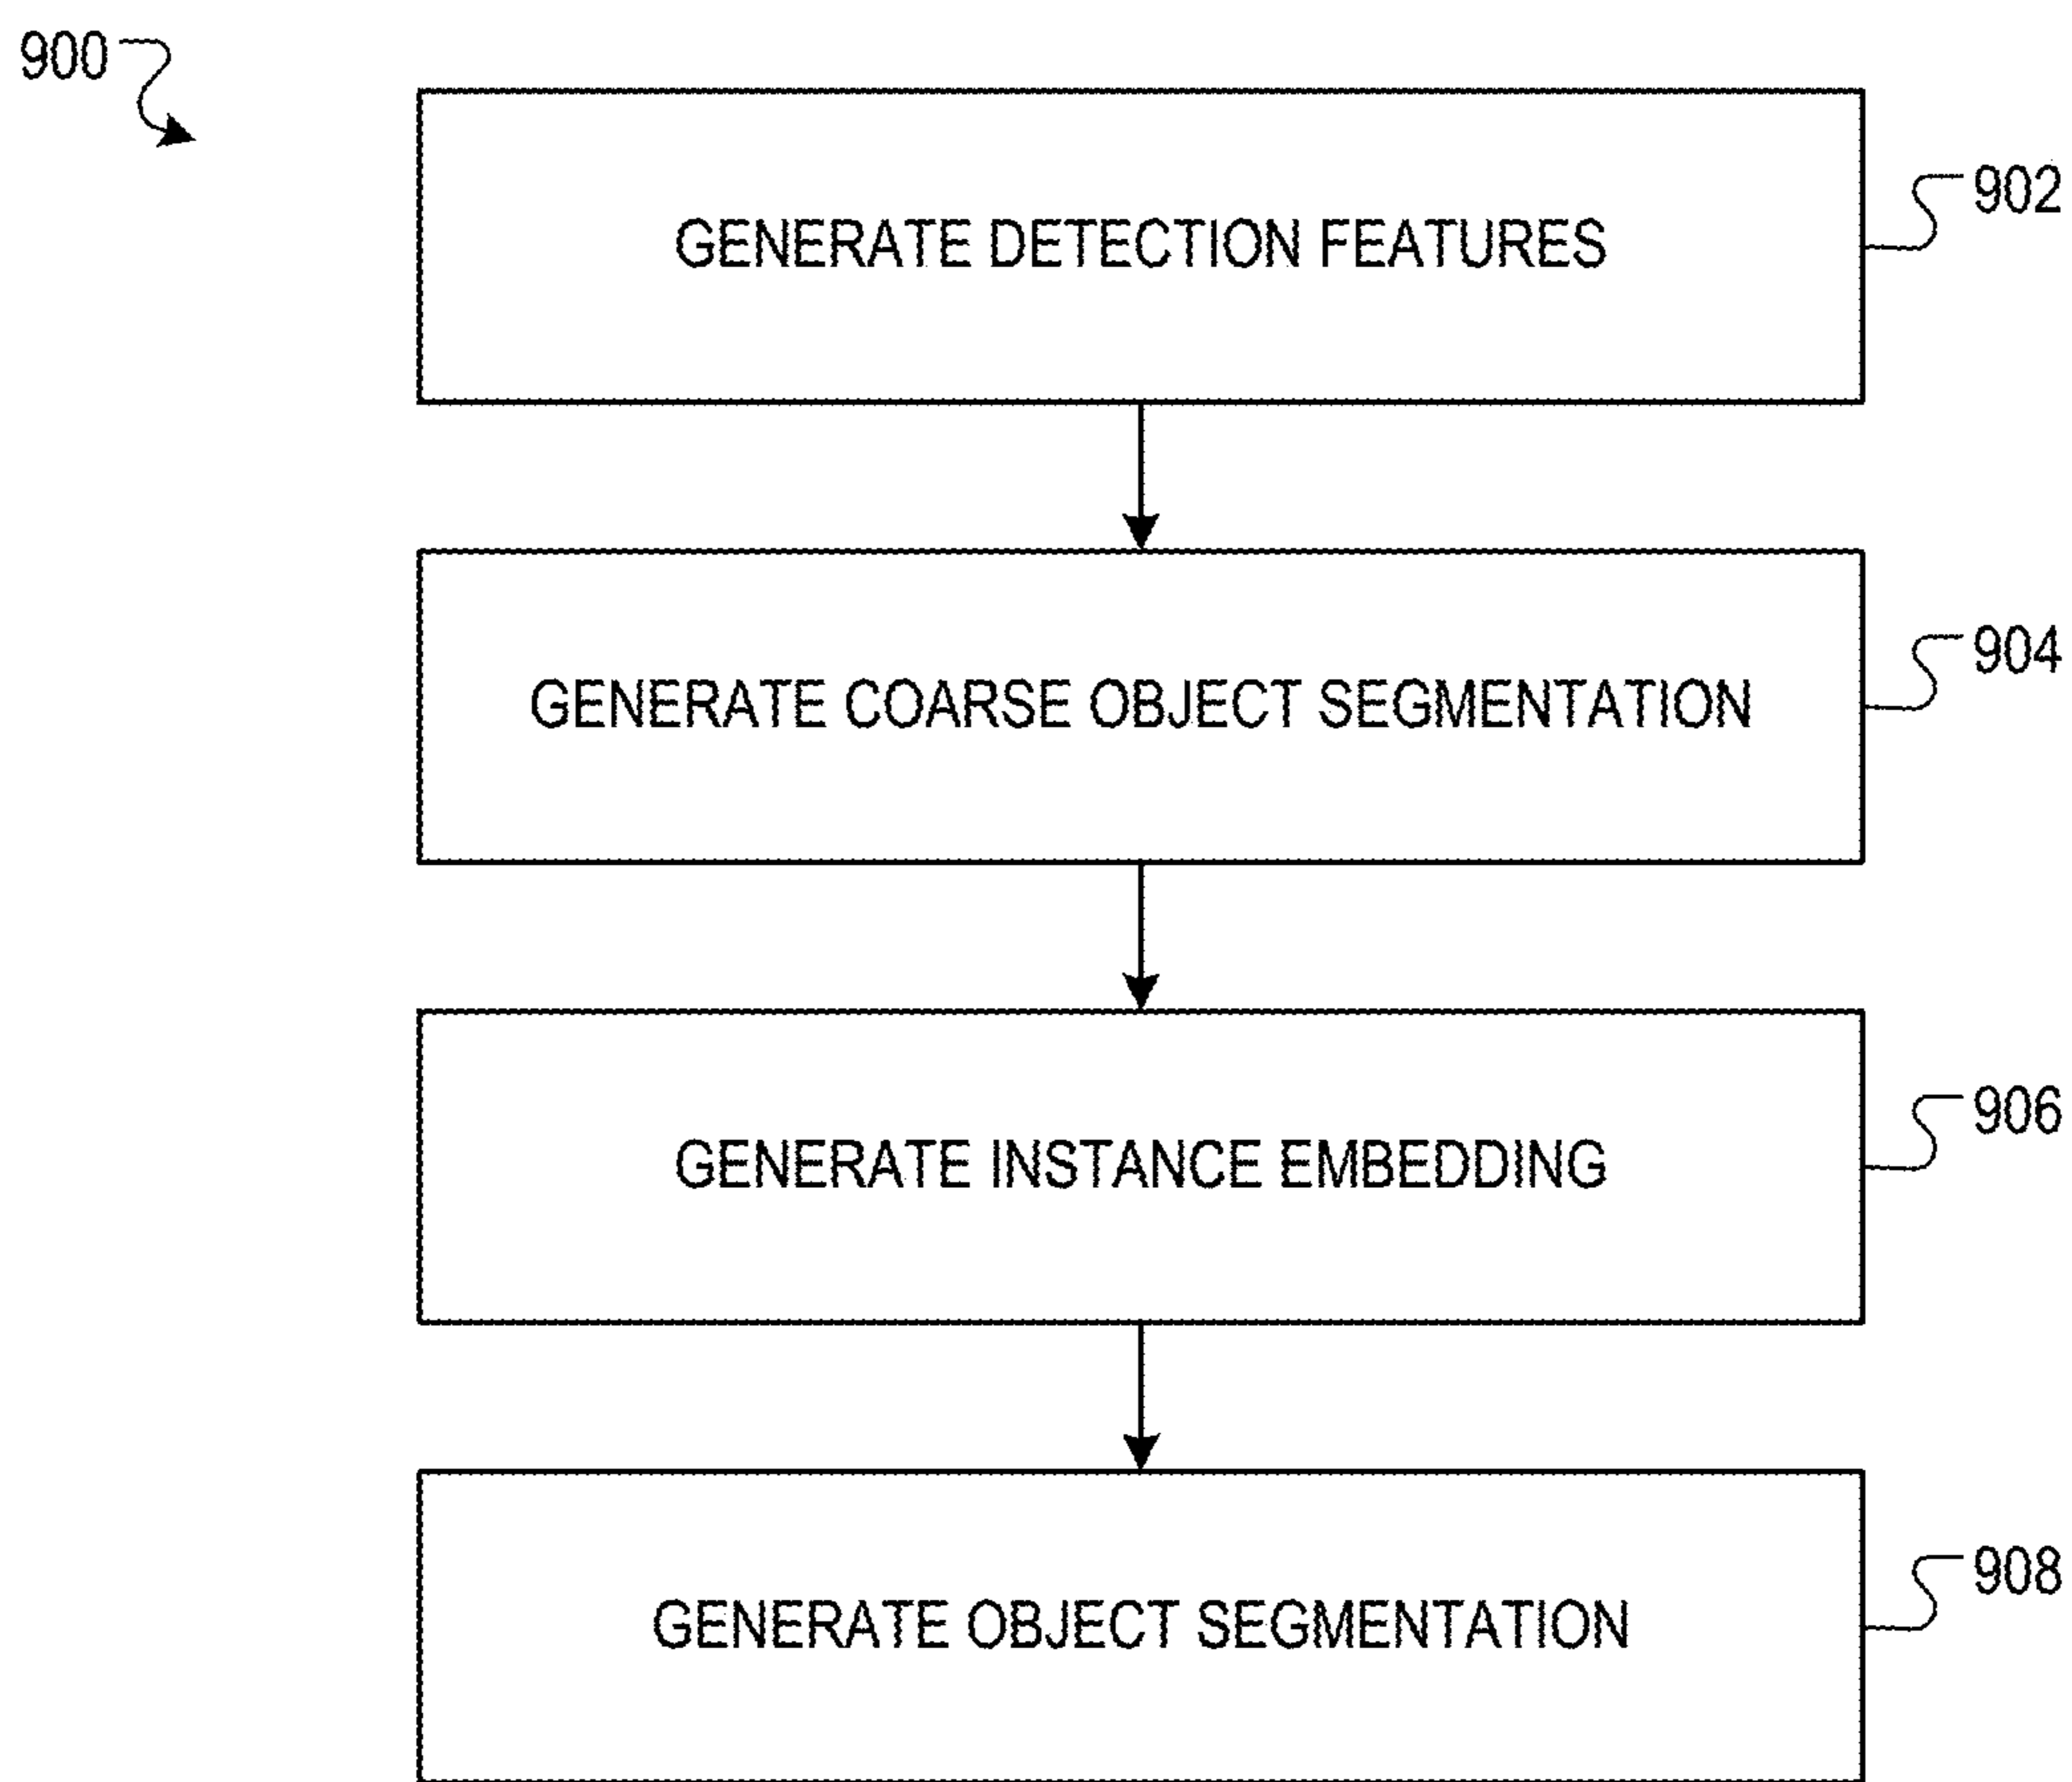 900
GENERATE DETECTION FEATURES
902
GENERATE COARSE OBJECT SEGMENTATION
904
GENERATE INSTANCE EMBEDDING
906
GENERATE OBJECT SEGMENTATION
908